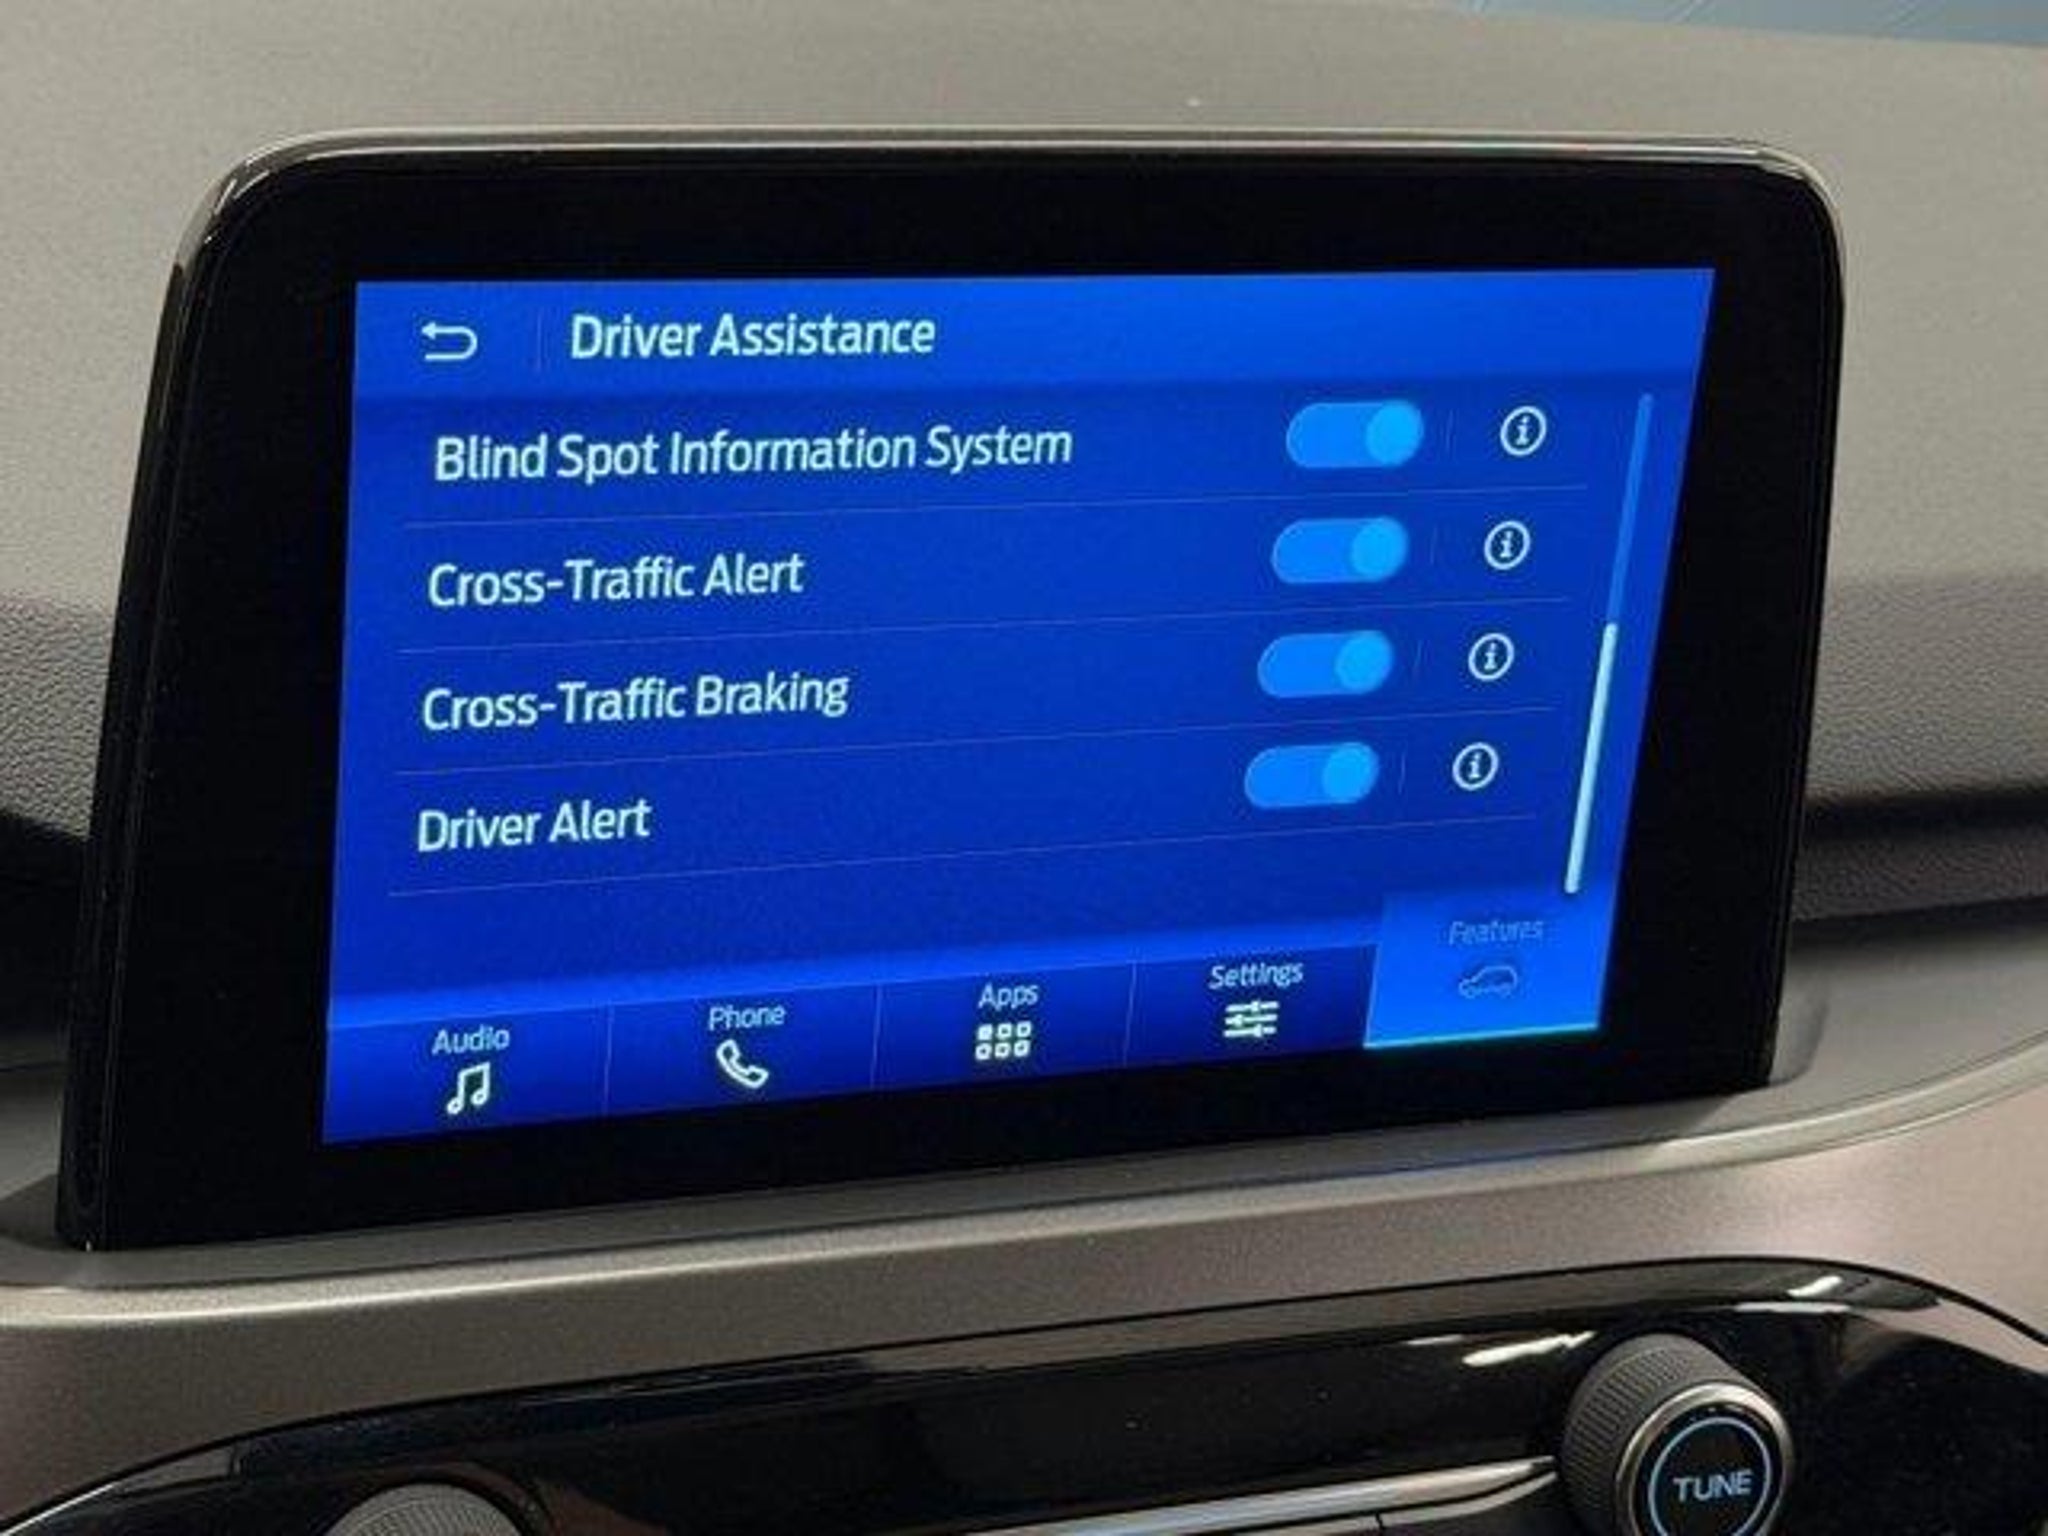 Driver Assistance
Blind Spot Information System
Cross-Traffic Alert
Cross-Traffic Braking
Driver Alert
Audio
Phone
Apps
Settings
Features
TUNE